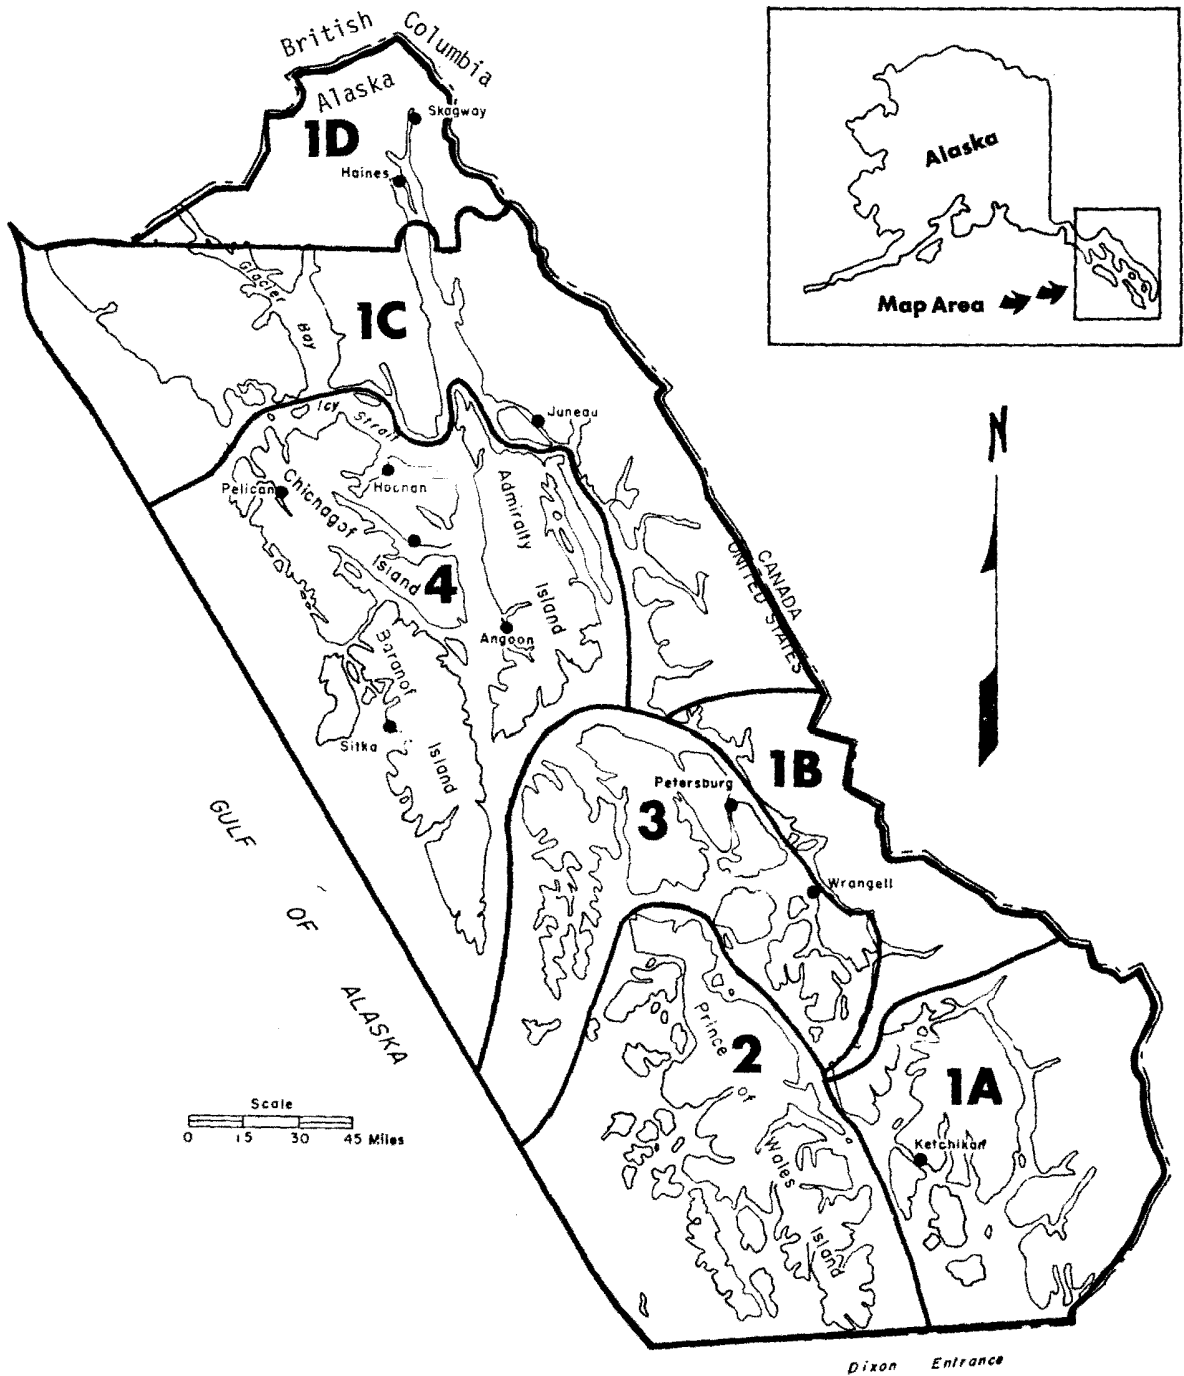 British Columbia
Alaska
1D
Skagway
Haines
Glacier
Bay
1C
Icy Strait
Juneau
Pelican
Chichagof
Island
Hoonah
4
Admiralty
Island
Angoon
Baranof
Island
Sitka
CANADA
UNITED STATES
1B
Petersburg
3
Wrangell
GULF
OF
ALASKA
Prince
of
Wales
Island
2
1A
Ketchikan
Scale
0 15 30 45 Miles
Dixon Entrance
N
Alaska
Map Area